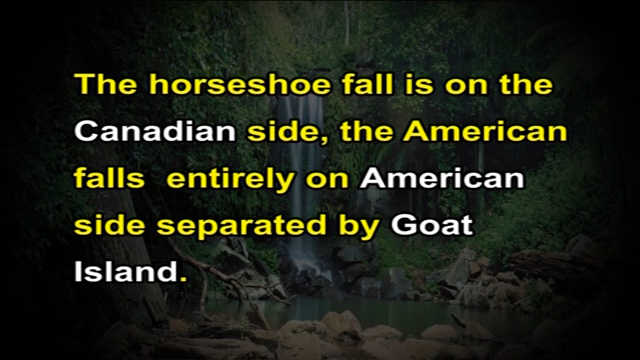 The horseshoe fall is on the
Canadian side, the American
falls  entirely on American
side separated by Goat
Island.